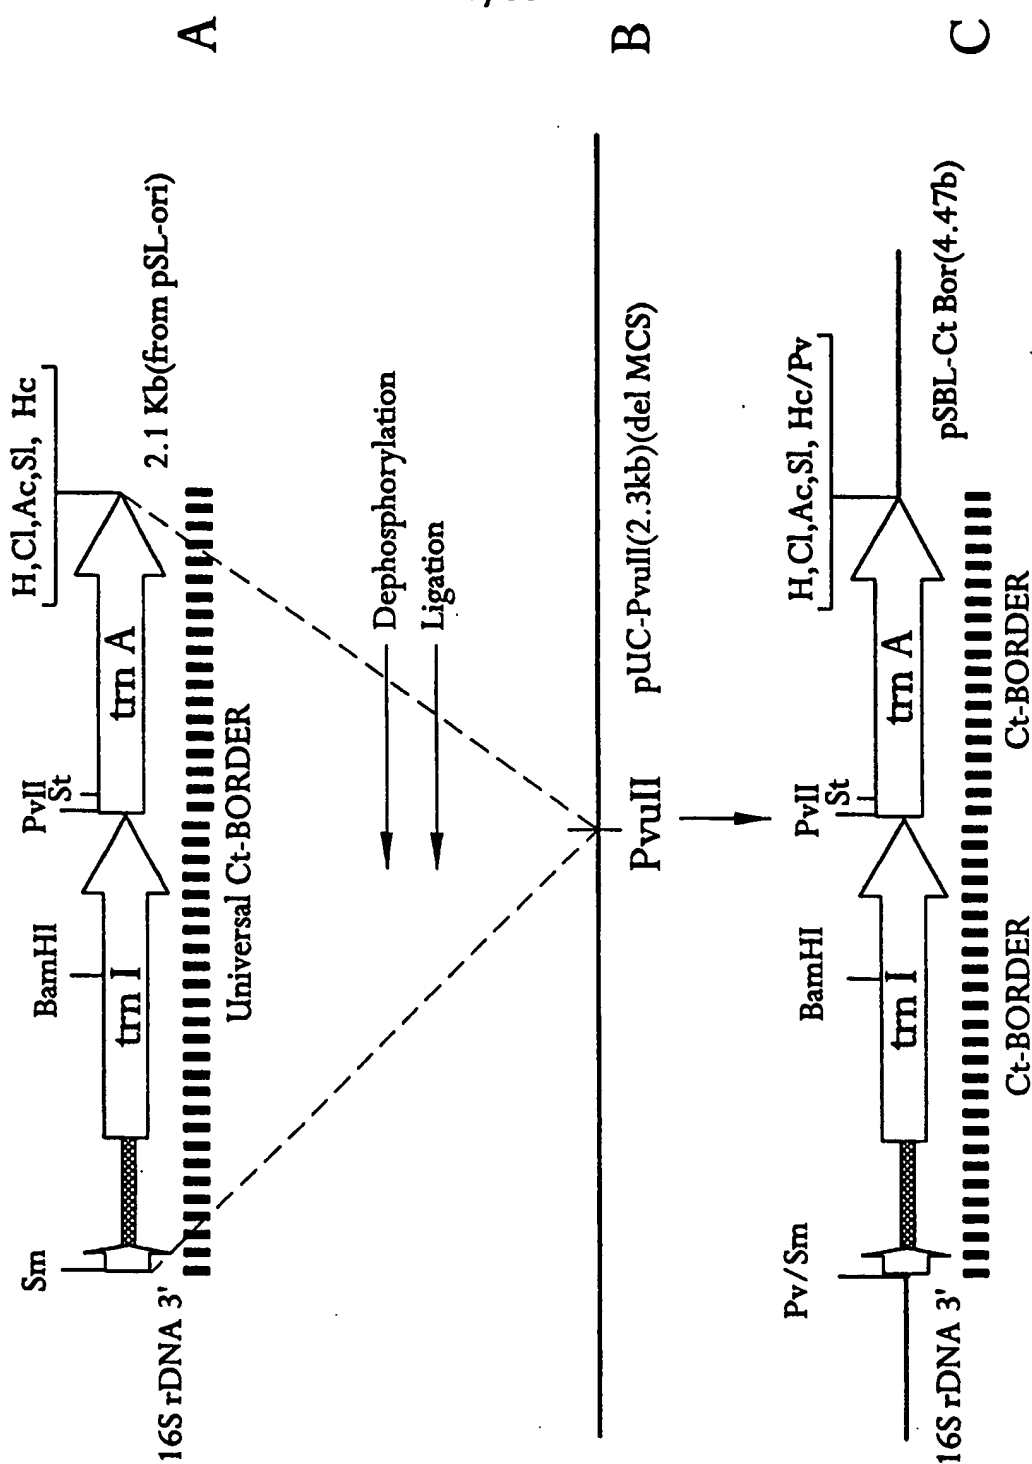 A
H,Cl,Ac,Sl, Hc
2.1 Kb(from pSL-ori)
PvII
St
BamHI
Sm
trn I
trn A
16S rDNA 3'
Universal Ct-BORDER
Dephosphorylation
Ligation
B
PvuII
pUC-PvuII(2.3kb)(del MCS)
C
H,Cl,Ac,Sl, Hc/Pv
pSBL-Ct Bor(4.47b)
PvII
St
BamHI
Pv/Sm
trn I
trn A
16S rDNA 3'
Ct-BORDER
Ct-BORDER